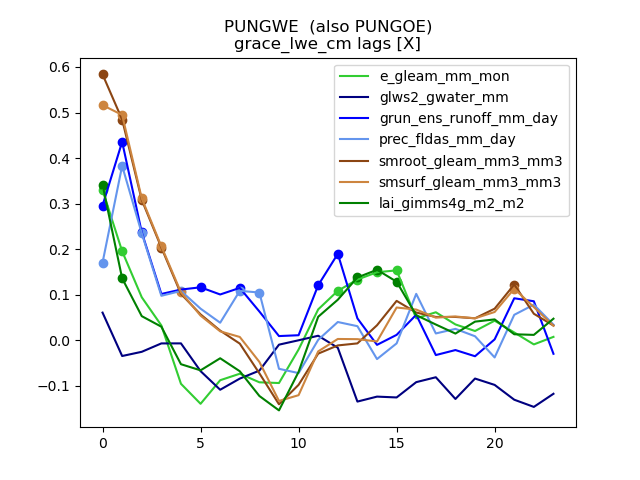 PUNGWE  (also PUNGOE)
grace_lwe_cm lags [X]
e_gleam_mm_mon
glws2_gwater_mm
grun_ens_runoff_mm_day
prec_fldas_mm_day
smroot_gleam_mm3_mm3
smsurf_gleam_mm3_mm3
lai_gimms4g_m2_m2
0.6
0.5
0.4
0.3
0.2
0.1
0.0
−0.1
0
5
10
15
20